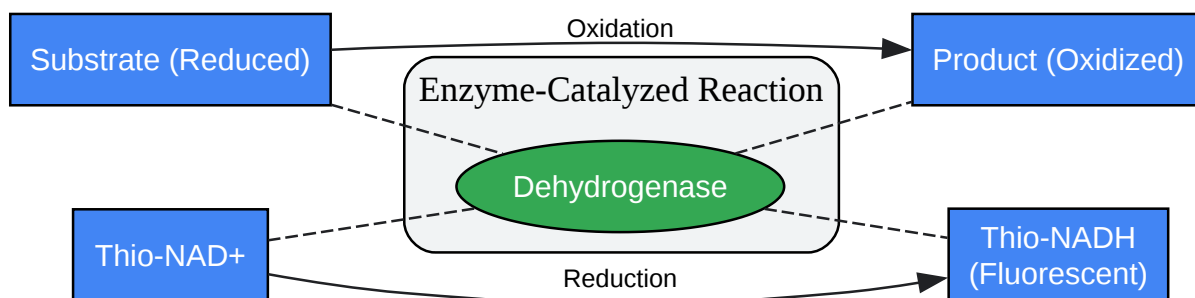 Oxidation
Substrate (Reduced)
Product (Oxidized)
Enzyme-Catalyzed Reaction
Dehydrogenase
Thio-NAD+
Thio-NADH
(Fluorescent)
Reduction